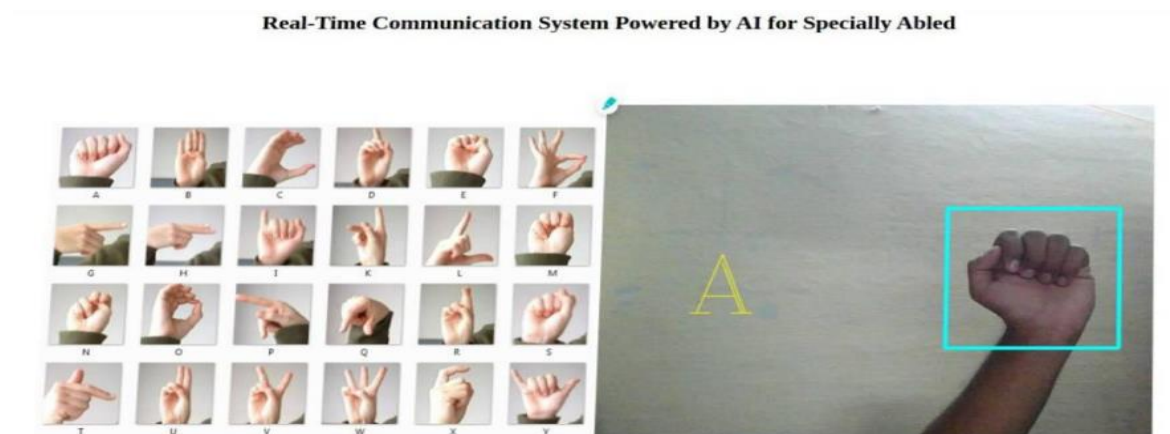 Real-Time Communication System Powered by AI for Specially Abled
A B C D E F
G H I K L M
A
N O P Q R S
T U V W X Y